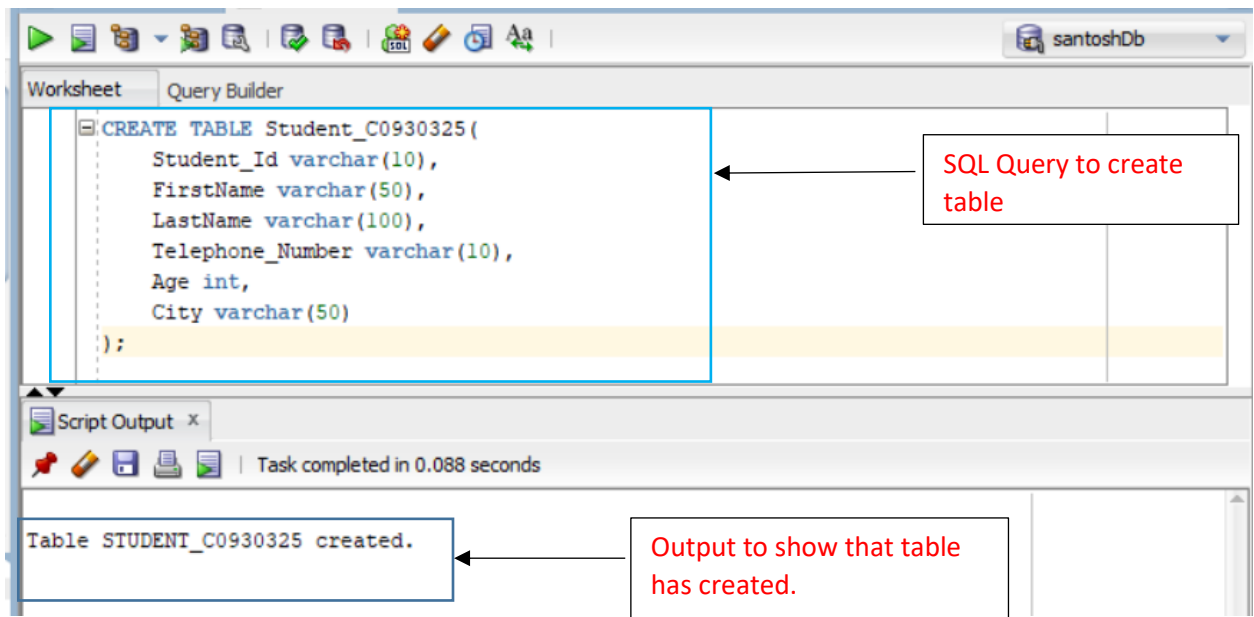 santoshDb
Worksheet Query Builder
CREATE TABLE Student_C0930325(
Student_Id varchar(10),
FirstName varchar(50),
LastName varchar(100),
Telephone_Number varchar(10),
Age int,
City varchar(50)
);
SQL Query to create
table
Script Output x
Task completed in 0.088 seconds
Table STUDENT_C0930325 created.
Output to show that table
has created.